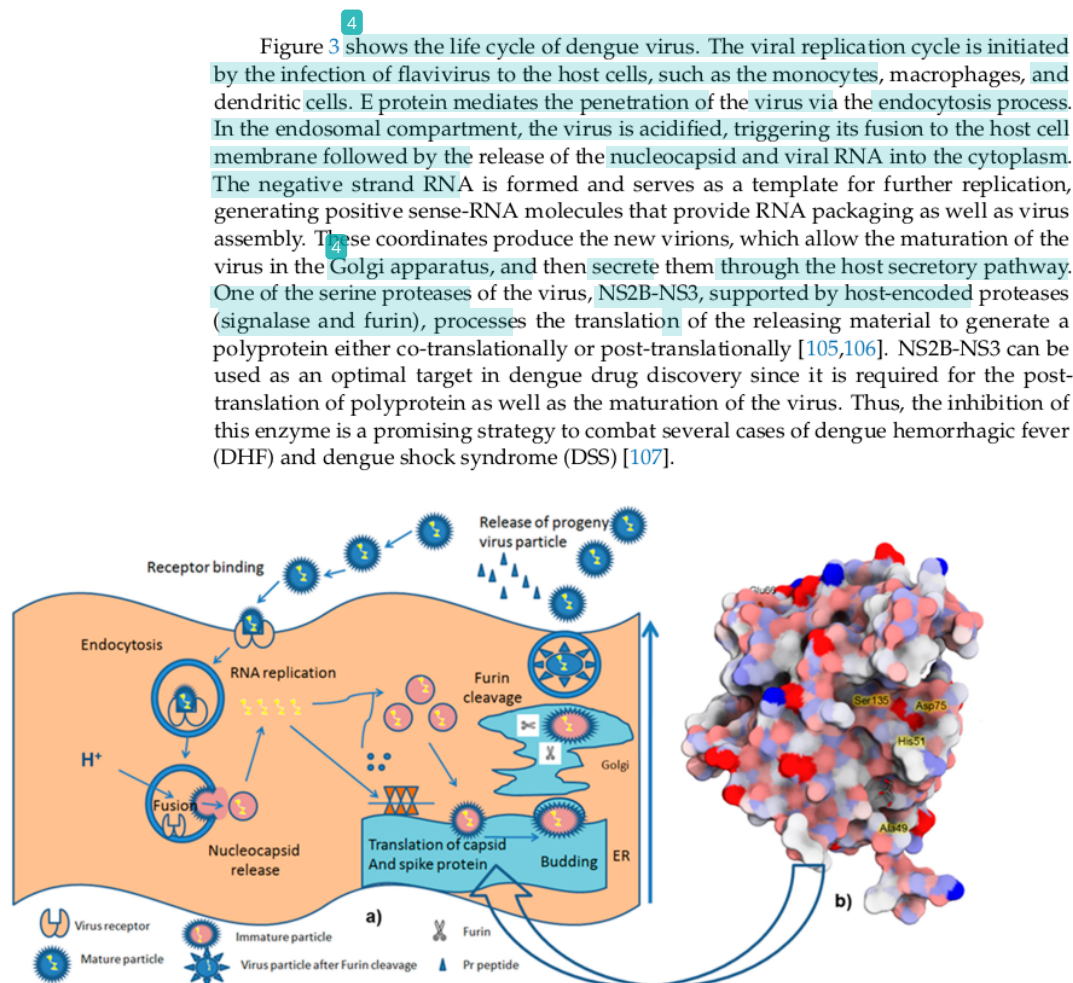 4
Figure 3 shows the life cycle of dengue virus. The viral replication cycle is initiated
by the infection of flavivirus to the host cells, such as the monocytes, macrophages, and
dendritic cells. E protein mediates the penetration of the virus via the endocytosis process.
In the endosomal compartment, the virus is acidified, triggering its fusion to the host cell
membrane followed by the release of the nucleocapsid and viral RNA into the cytoplasm.
The negative strand RNA is formed and serves as a template for further replication,
generating positive sense-RNA molecules that provide RNA packaging as well as virus
assembly. These coordinates produce the new virions, which allow the maturation of the
4
virus in the Golgi apparatus, and then secrete them through the host secretory pathway.
One of the serine proteases of the virus, NS2B-NS3, supported by host-encoded proteases
(signalase and furin), processes the translation of the releasing material to generate a
polyprotein either co-translationally or post-translationally [105,106]. NS2B-NS3 can be
used as an optimal target in dengue drug discovery since it is required for the post-
translation of polyprotein as well as the maturation of the virus. Thus, the inhibition of
this enzyme is a promising strategy to combat several cases of dengue hemorrhagic fever
(DHF) and dengue shock syndrome (DSS) [107].
Release of progeny
virus particle
Receptor binding
Endocytosis
RNA replication
Furin
cleavage
H+
Fusion
Golgi
Nucleocapsid
release
Translation of capsid
And spike protein
Budding
ER
a)
Virus receptor
Immature particle
Furin
Mature particle
Virus particle after Furin cleavage
Pr peptide
Glu66
Ser135
Asp75
His51
Ala49
b)